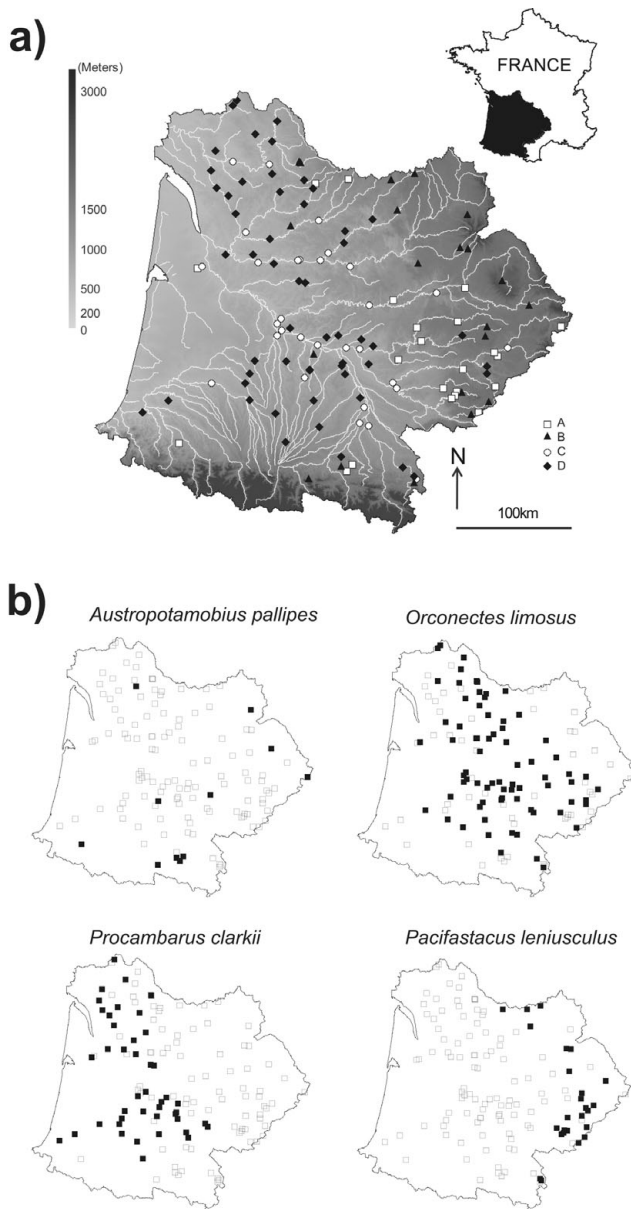 a)
(Meters)
3000
1500
1000
500
200
0
FRANCE
A
B
C
D
N
100km
b)
Austropotamobius pallipes
Orconectes limosus
Procambarus clarkii
Pacifastacus leniusculus